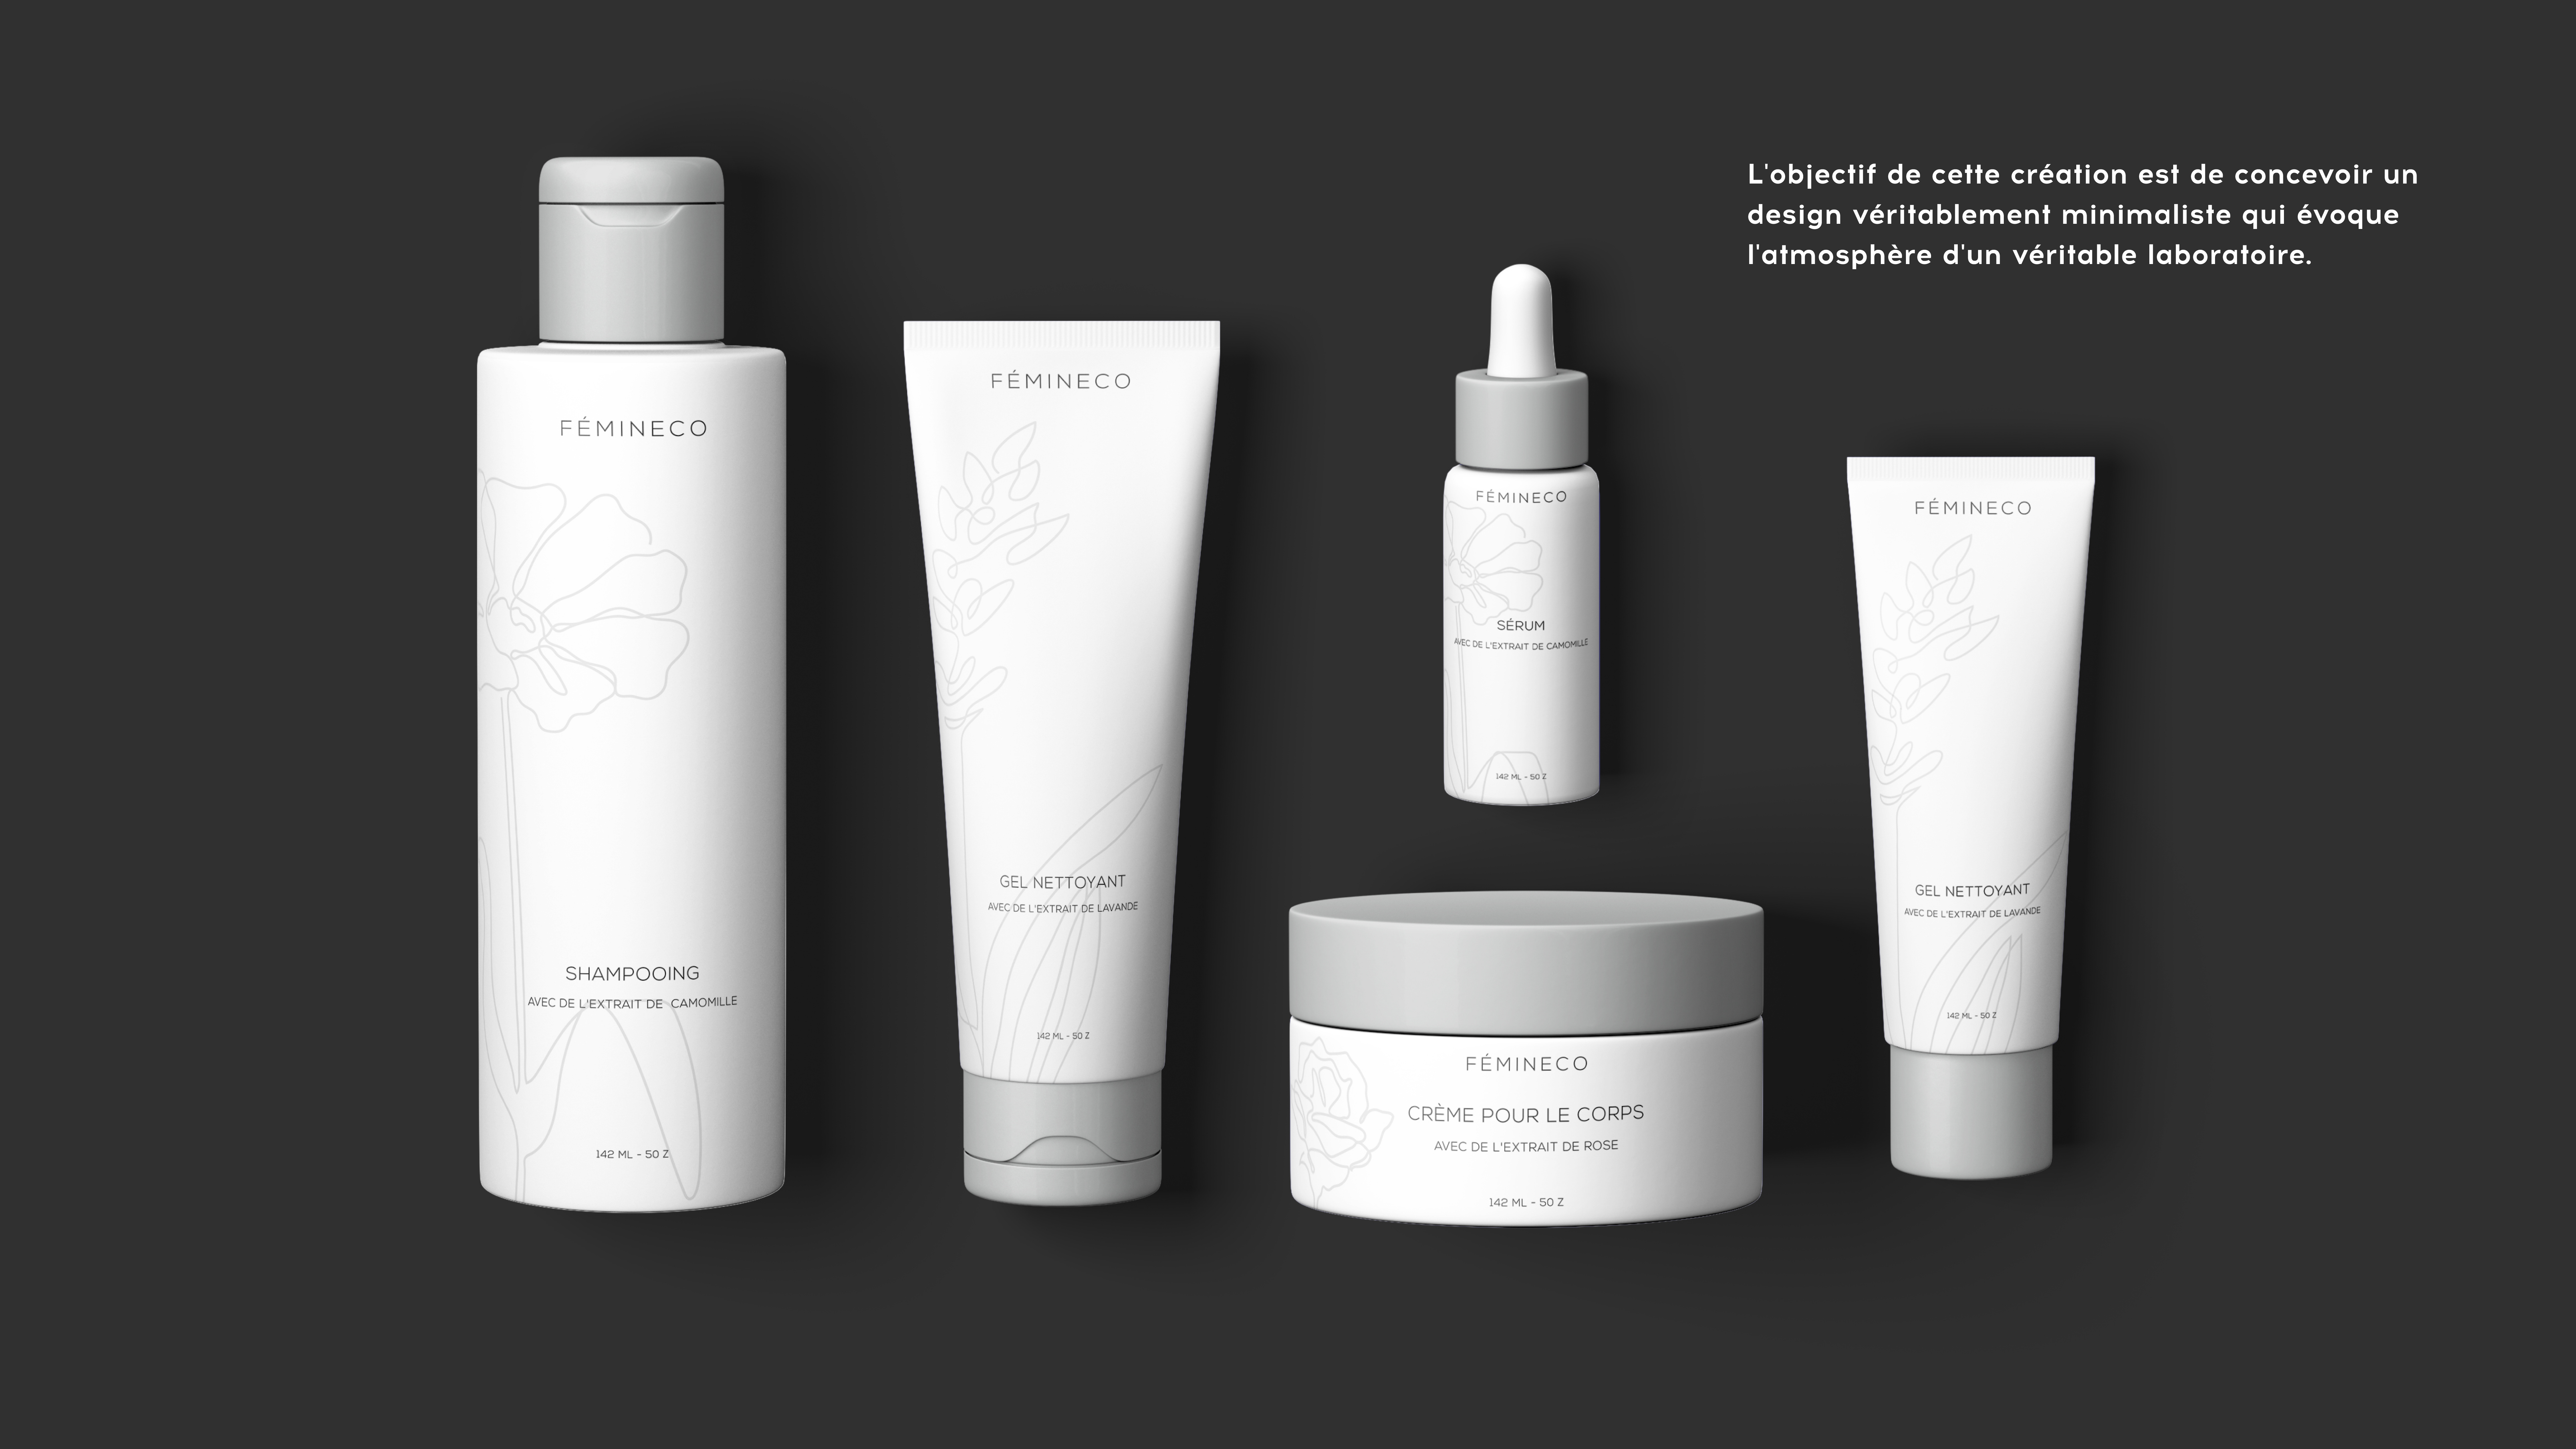 L'objectif de cette création est de concevoir un
design véritablement minimaliste qui évoque
l'atmosphère d'un véritable laboratoire.
FÉMINECO
SHAMPOOING
AVEC DE L'EXTRAIT DE CAMOMILLE
142 ML - 50 Z
FÉMINECO
GEL NETTOYANT
AVEC DE L'EXTRAIT DE LAVANDE
142 ML - 50 Z
FÉMINECO
SÉRUM
AVEC DE L'EXTRAIT DE CAMOMILLE
142 ML - 50 Z
FÉMINECO
CRÈME POUR LE CORPS
AVEC DE L'EXTRAIT DE ROSE
142 ML - 50 Z
FÉMINECO
GEL NETTOYANT
AVEC DE L'EXTRAIT DE LAVANDE
142 ML - 50 Z